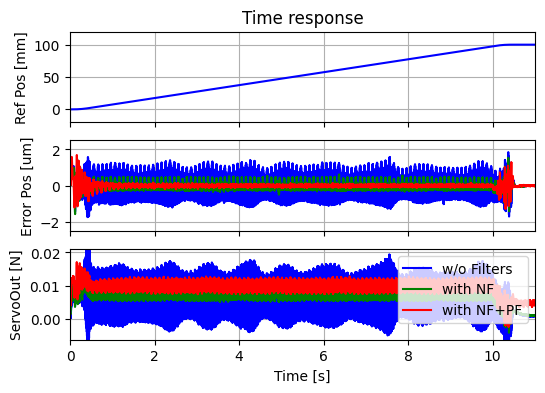 Time response
Ref Pos [mm]
100
50
0
Error Pos [um]
2
0
−2
ServoOut [N]
0.02
0.01
0.00
w/o Filters
with NF
with NF+PF
0 2 4 6 8 10
Time [s]